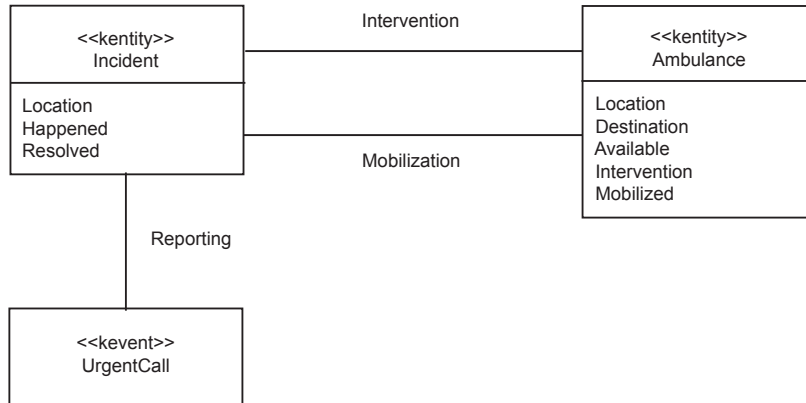 <<kentity>>
Incident
Location
Happened
Resolved
Intervention
Mobilization
<<kentity>>
Ambulance
Location
Destination
Available
Intervention
Mobilized
Reporting
<<kevent>>
UrgentCall